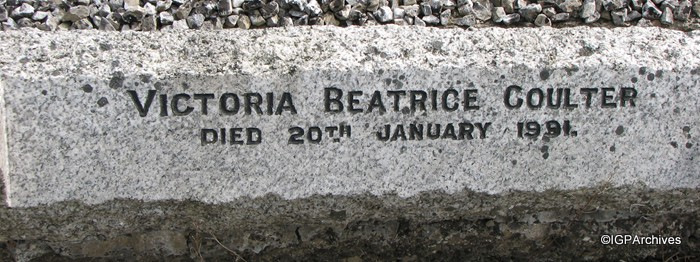 VICTORIA BEATRICE COULTER
DIED 20TH JANUARY 1991.
©IGPArchives